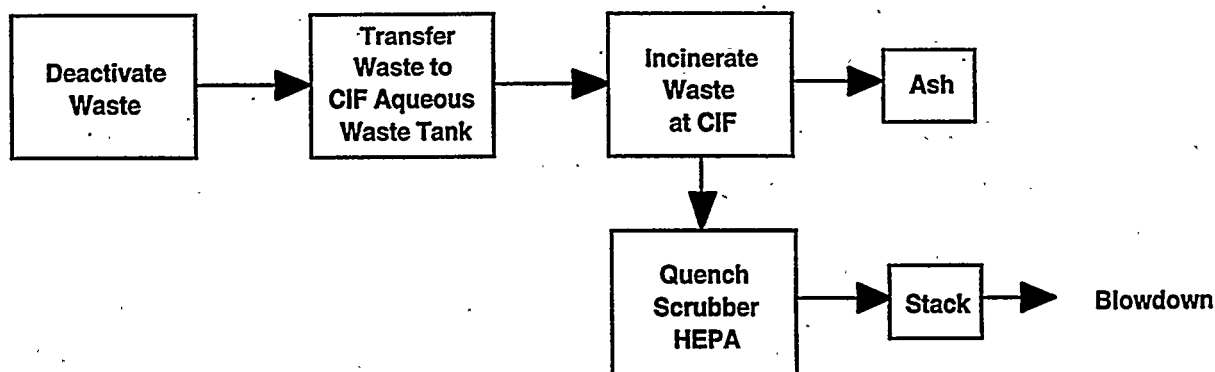 Deactivate
Waste
Transfer
Waste to
CIF Aqueous
Waste Tank
Incinerate
Waste
at CIF
Ash
Quench
Scrubber
HEPA
Stack
Blowdown